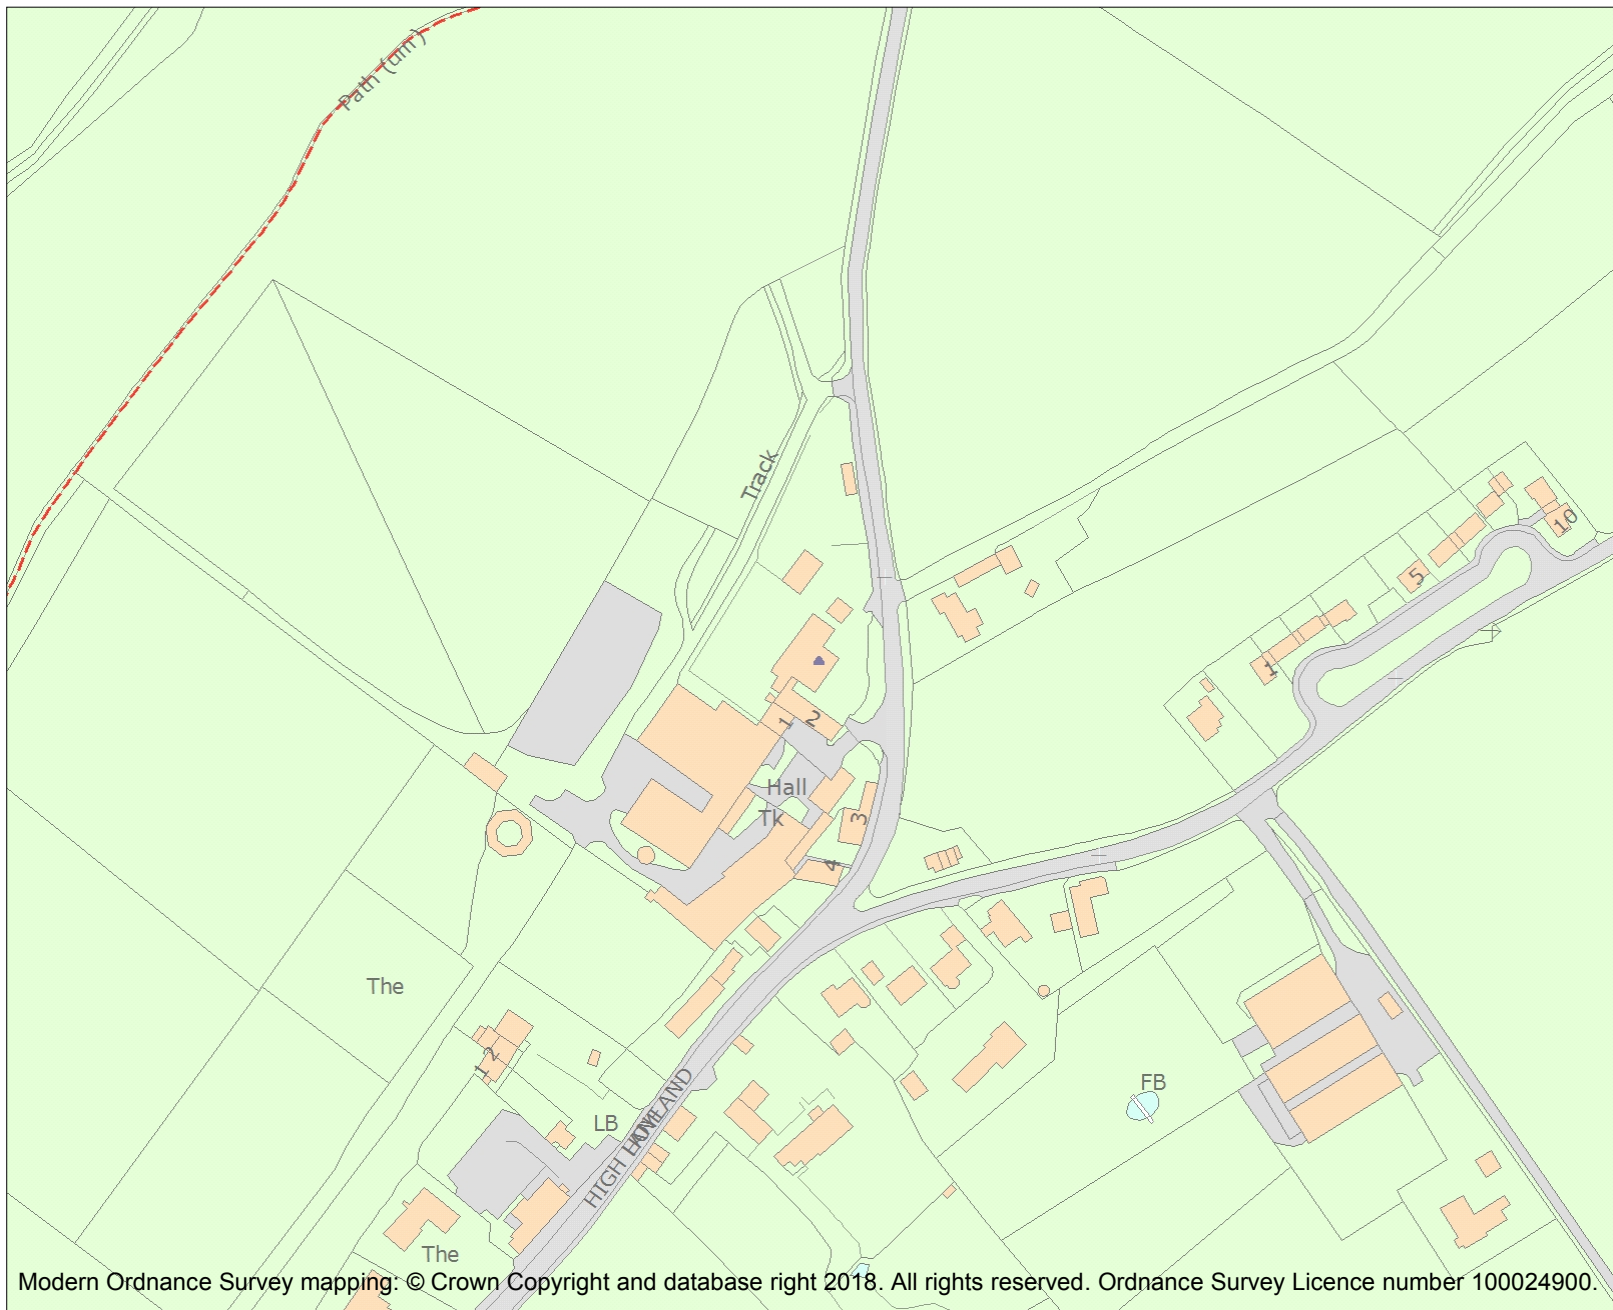 Path (um)
Track
10
5
1
2
1
Hall
Tk
3
4
The
2
1
FB
LB
HIGH LANE
The
Modern Ordnance Survey mapping: © Crown Copyright and database right 2018. All rights reserved. Ordnance Survey Licence number 100024900.